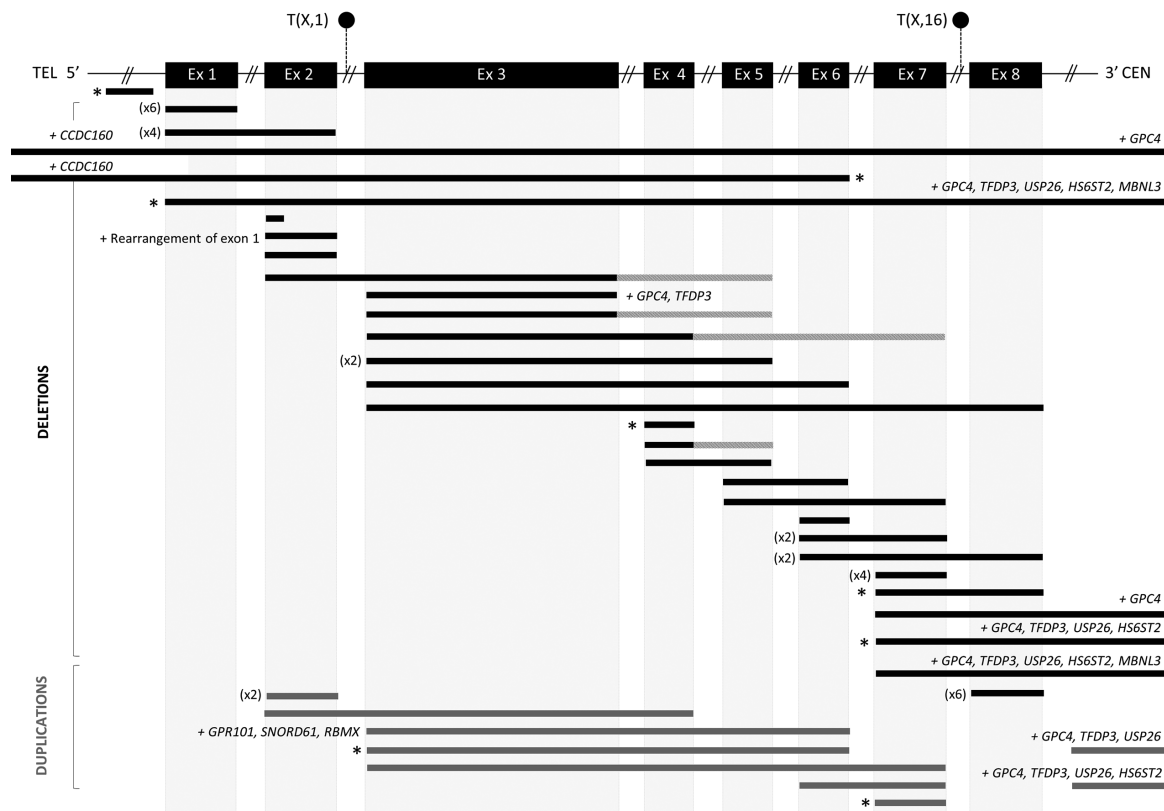 T(X,1) T(X,16)
TEL 5’ // Ex 1 // Ex 2 // Ex 3 // Ex 4 // Ex 5 // Ex 6 // Ex 7 // Ex 8 // 3’ CEN
*
(x6)
(x4)
+ CCDC160 + GPC4
+ CCDC160
* + GPC4, TFDP3, USP26, HS6ST2, MBNL3
*
+ Rearrangement of exon 1
+ GPC4, TFDP3
(x2)
DELETIONS
*
(x2)
(x2)
(x4)
* + GPC4
+ GPC4, TFDP3, USP26, HS6ST2
*
+ GPC4, TFDP3, USP26, HS6ST2, MBNL3
(x2) (x6)
DUPLICATIONS
+ GPR101, SNORD61, RBMX
* + GPC4, TFDP3, USP26
+ GPC4, TFDP3, USP26, HS6ST2
*